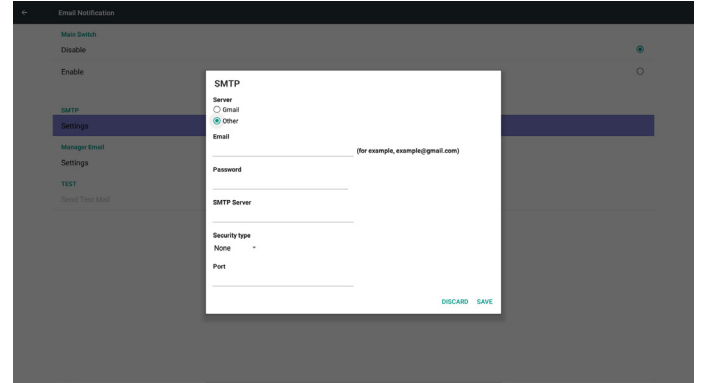 Email Notification
Main Switch
Disable
Enable
SMTP
Settings
Manager Email
Settings
TEST
Send Test Mail
SMTP
Server
Gmail
Other
Email
(for example, example@gmail.com)
Password
SMTP Server
Security type
None
Port
DISCARD SAVE